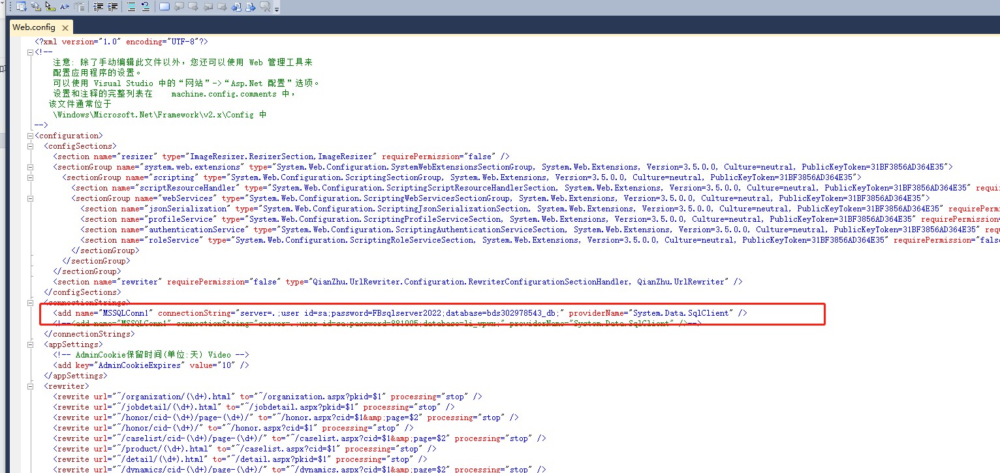 Web.config
<?xml version="1.0" encoding="UTF-8"?>
<!--
注意: 除了手动编辑此文件以外，您还可以使用 Web 管理工具来
配置应用程序的设置。
可以使用 Visual Studio 中的“网站”->“Asp.Net 配置”选项。
设置和注释的完整列表在 machine.config.comments 中，
该文件通常位于
\Windows\Microsoft.Net\Framework\v2.x\Config 中
-->
<configuration>
<configSections>
<section name="resizer" type="ImageResizer.ResizerSection,ImageResizer" requirePermission="false" />
<sectionGroup name="system.web.extensions" type="System.Web.Configuration.SystemWebExtensionsSectionGroup, System.Web.Extensions, Version=3.5.0.0, Culture=neutral, PublicKeyToken=31BF3856AD364E35">
<sectionGroup name="scripting" type="System.Web.Configuration.ScriptingSectionGroup, System.Web.Extensions, Version=3.5.0.0, Culture=neutral, PublicKeyToken=31BF3856AD364E35">
<section name="scriptResourceHandler" type="System.Web.Configuration.ScriptingScriptResourceHandlerSection, System.Web.Extensions, Version=3.5.0.0, Culture=neutral, PublicKeyToken=31BF3856AD364E35" requi
<sectionGroup name="webServices" type="System.Web.Configuration.ScriptingWebServicesSectionGroup, System.Web.Extensions, Version=3.5.0.0, Culture=neutral, PublicKeyToken=31BF3856AD364E35">
<section name="jsonSerialization" type="System.Web.Configuration.ScriptingJsonSerializationSection, System.Web.Extensions, Version=3.5.0.0, Culture=neutral, PublicKeyToken=31BF3856AD364E35" requirePerm
<section name="profileService" type="System.Web.Configuration.ScriptingProfileServiceSection, System.Web.Extensions, Version=3.5.0.0, Culture=neutral, PublicKeyToken=31BF3856AD364E35" requirePermissi
<section name="authenticationService" type="System.Web.Configuration.ScriptingAuthenticationServiceSection, System.Web.Extensions, Version=3.5.0.0, Culture=neutral, PublicKeyToken=31BF3856AD364E35" req
<section name="roleService" type="System.Web.Configuration.ScriptingRoleServiceSection, System.Web.Extensions, Version=3.5.0.0, Culture=neutral, PublicKeyToken=31BF3856AD364E35" requirePermission="false
</sectionGroup>
</sectionGroup>
</sectionGroup>
<section name="rewriter" requirePermission="false" type="QianZhu.UrlRewriter.Configuration.RewriterConfigurationSectionHandler, QianZhu.UrlRewriter" />
</configSections>
<connectionStrings>
<add name="MSSQLConn1" connectionString="server=.;user id=sa;password=FBsqlserver2022;database=bds302978543_db;" providerName="System.Data.SqlClient" />
<!--<add name="MSSQLConn1" connectionString="server=.;user id=sa;password=881005;database=li_wpwx;" providerName="System.Data.SqlClient" />-->
</connectionStrings>
<appSettings>
<!-- AdminCookie保留时间(单位:天) Video -->
<add key="AdminCookieExpires" value="10" />
</appSettings>
<rewriter>
<rewrite url="~/organization/(\d+).html" to="~/organization.aspx?pkid=$1" processing="stop" />
<rewrite url="~/jobdetail/(\d+).html" to="~/jobdetail.aspx?pkid=$1" processing="stop" />
<rewrite url="~/honor/cid-(\d+)/page-(\d+)/" to="~/honor.aspx?cid=$1&amp;page=$2" processing="stop" />
<rewrite url="~/honor/cid-(\d+)/" to="~/honor.aspx?cid=$1" processing="stop" />
<rewrite url="~/caselist/cid-(\d+)/page-(\d+)/" to="~/caselist.aspx?cid=$1&amp;page=$2" processing="stop" />
<rewrite url="~/product/(\d+).html" to="~/caselist.aspx?cid=$1" processing="stop" />
<rewrite url="~/detail/(\d+).html" to="~/detail.aspx?pkid=$1" processing="stop" />
<rewrite url="~/dynamics/cid-(\d+)/page-(\d+)/" to="~/dynamics.aspx?cid=$1&amp;page=$2" processing="stop" />